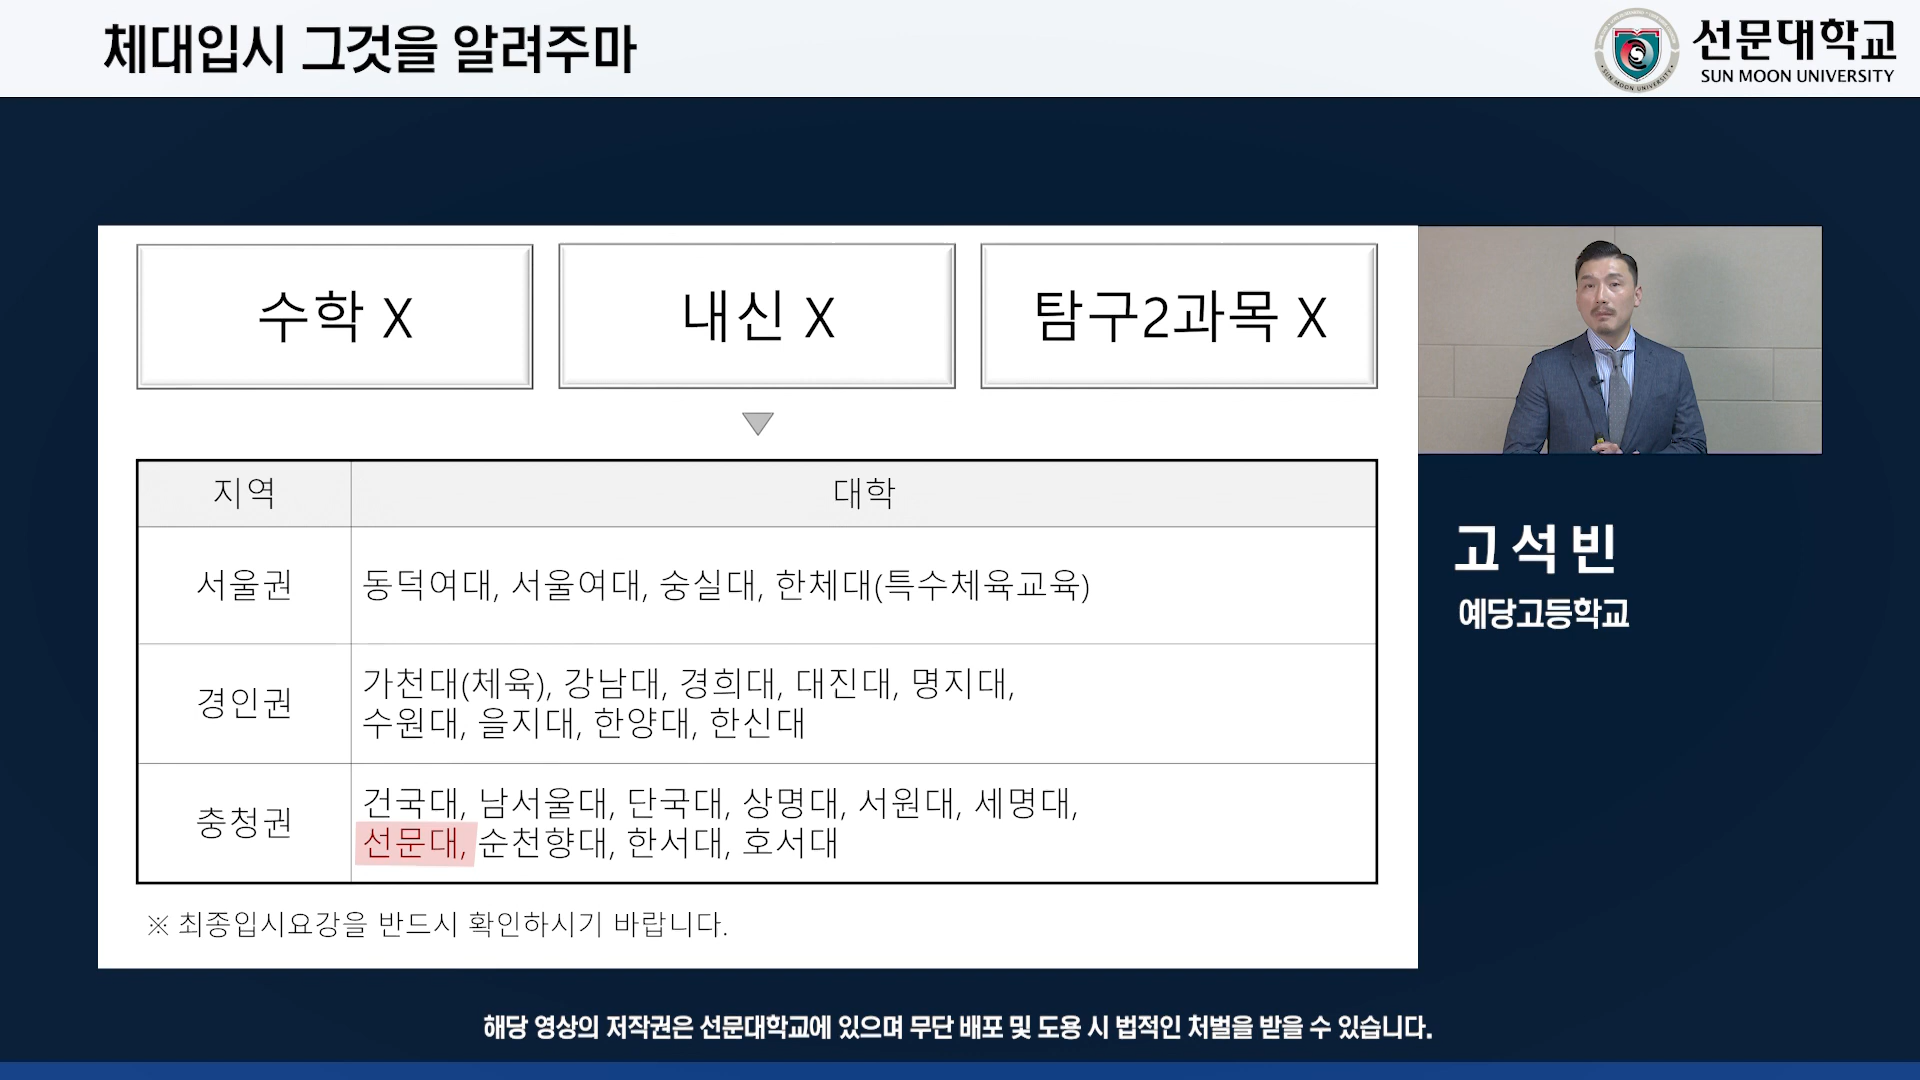 체대입시 그것을 알려주마
선문대학교
SUN MOON UNIVERSITY
수학 X
내신 X
탐구2과목 X
지역
대학
서울권
동덕여대, 서울여대, 숭실대, 한체대(특수체육교육)
경인권
가천대(체육), 강남대, 경희대, 대진대, 명지대,
수원대, 을지대, 한양대, 한신대
충청권
건국대, 남서울대, 단국대, 상명대, 서원대, 세명대,
선문대, 순천향대, 한서대, 호서대
※ 최종입시요강을 반드시 확인하시기 바랍니다.
고석빈
예당고등학교
해당 영상의 저작권은 선문대학교에 있으며 무단 배포 및 도용 시 법적인 처벌을 받을 수 있습니다.